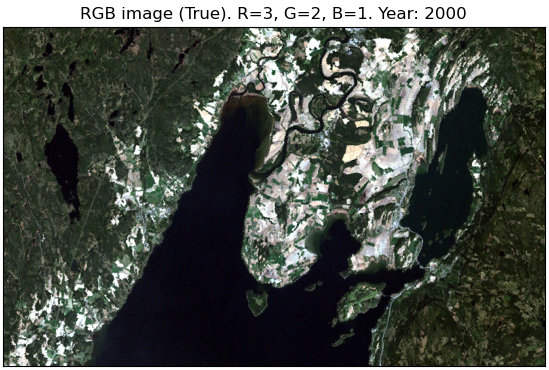 RGB image (True). R=3, G=2, B=1. Year: 2000